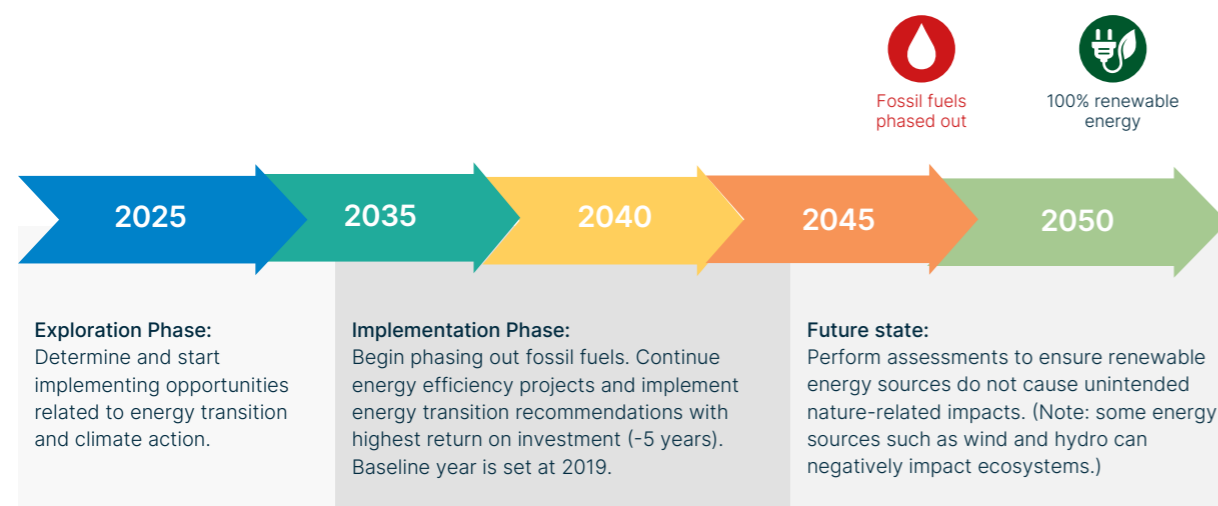 Fossil fuels
phased out
100% renewable
energy
2025
2035
2040
2045
2050
Exploration Phase:
Determine and start
implementing opportunities
related to energy transition
and climate action.
Implementation Phase:
Begin phasing out fossil fuels. Continue
energy efficiency projects and implement
energy transition recommendations with
highest return on investment (-5 years).
Baseline year is set at 2019.
Future state:
Perform assessments to ensure renewable
energy sources do not cause unintended
nature-related impacts. (Note: some energy
sources such as wind and hydro can
negatively impact ecosystems.)